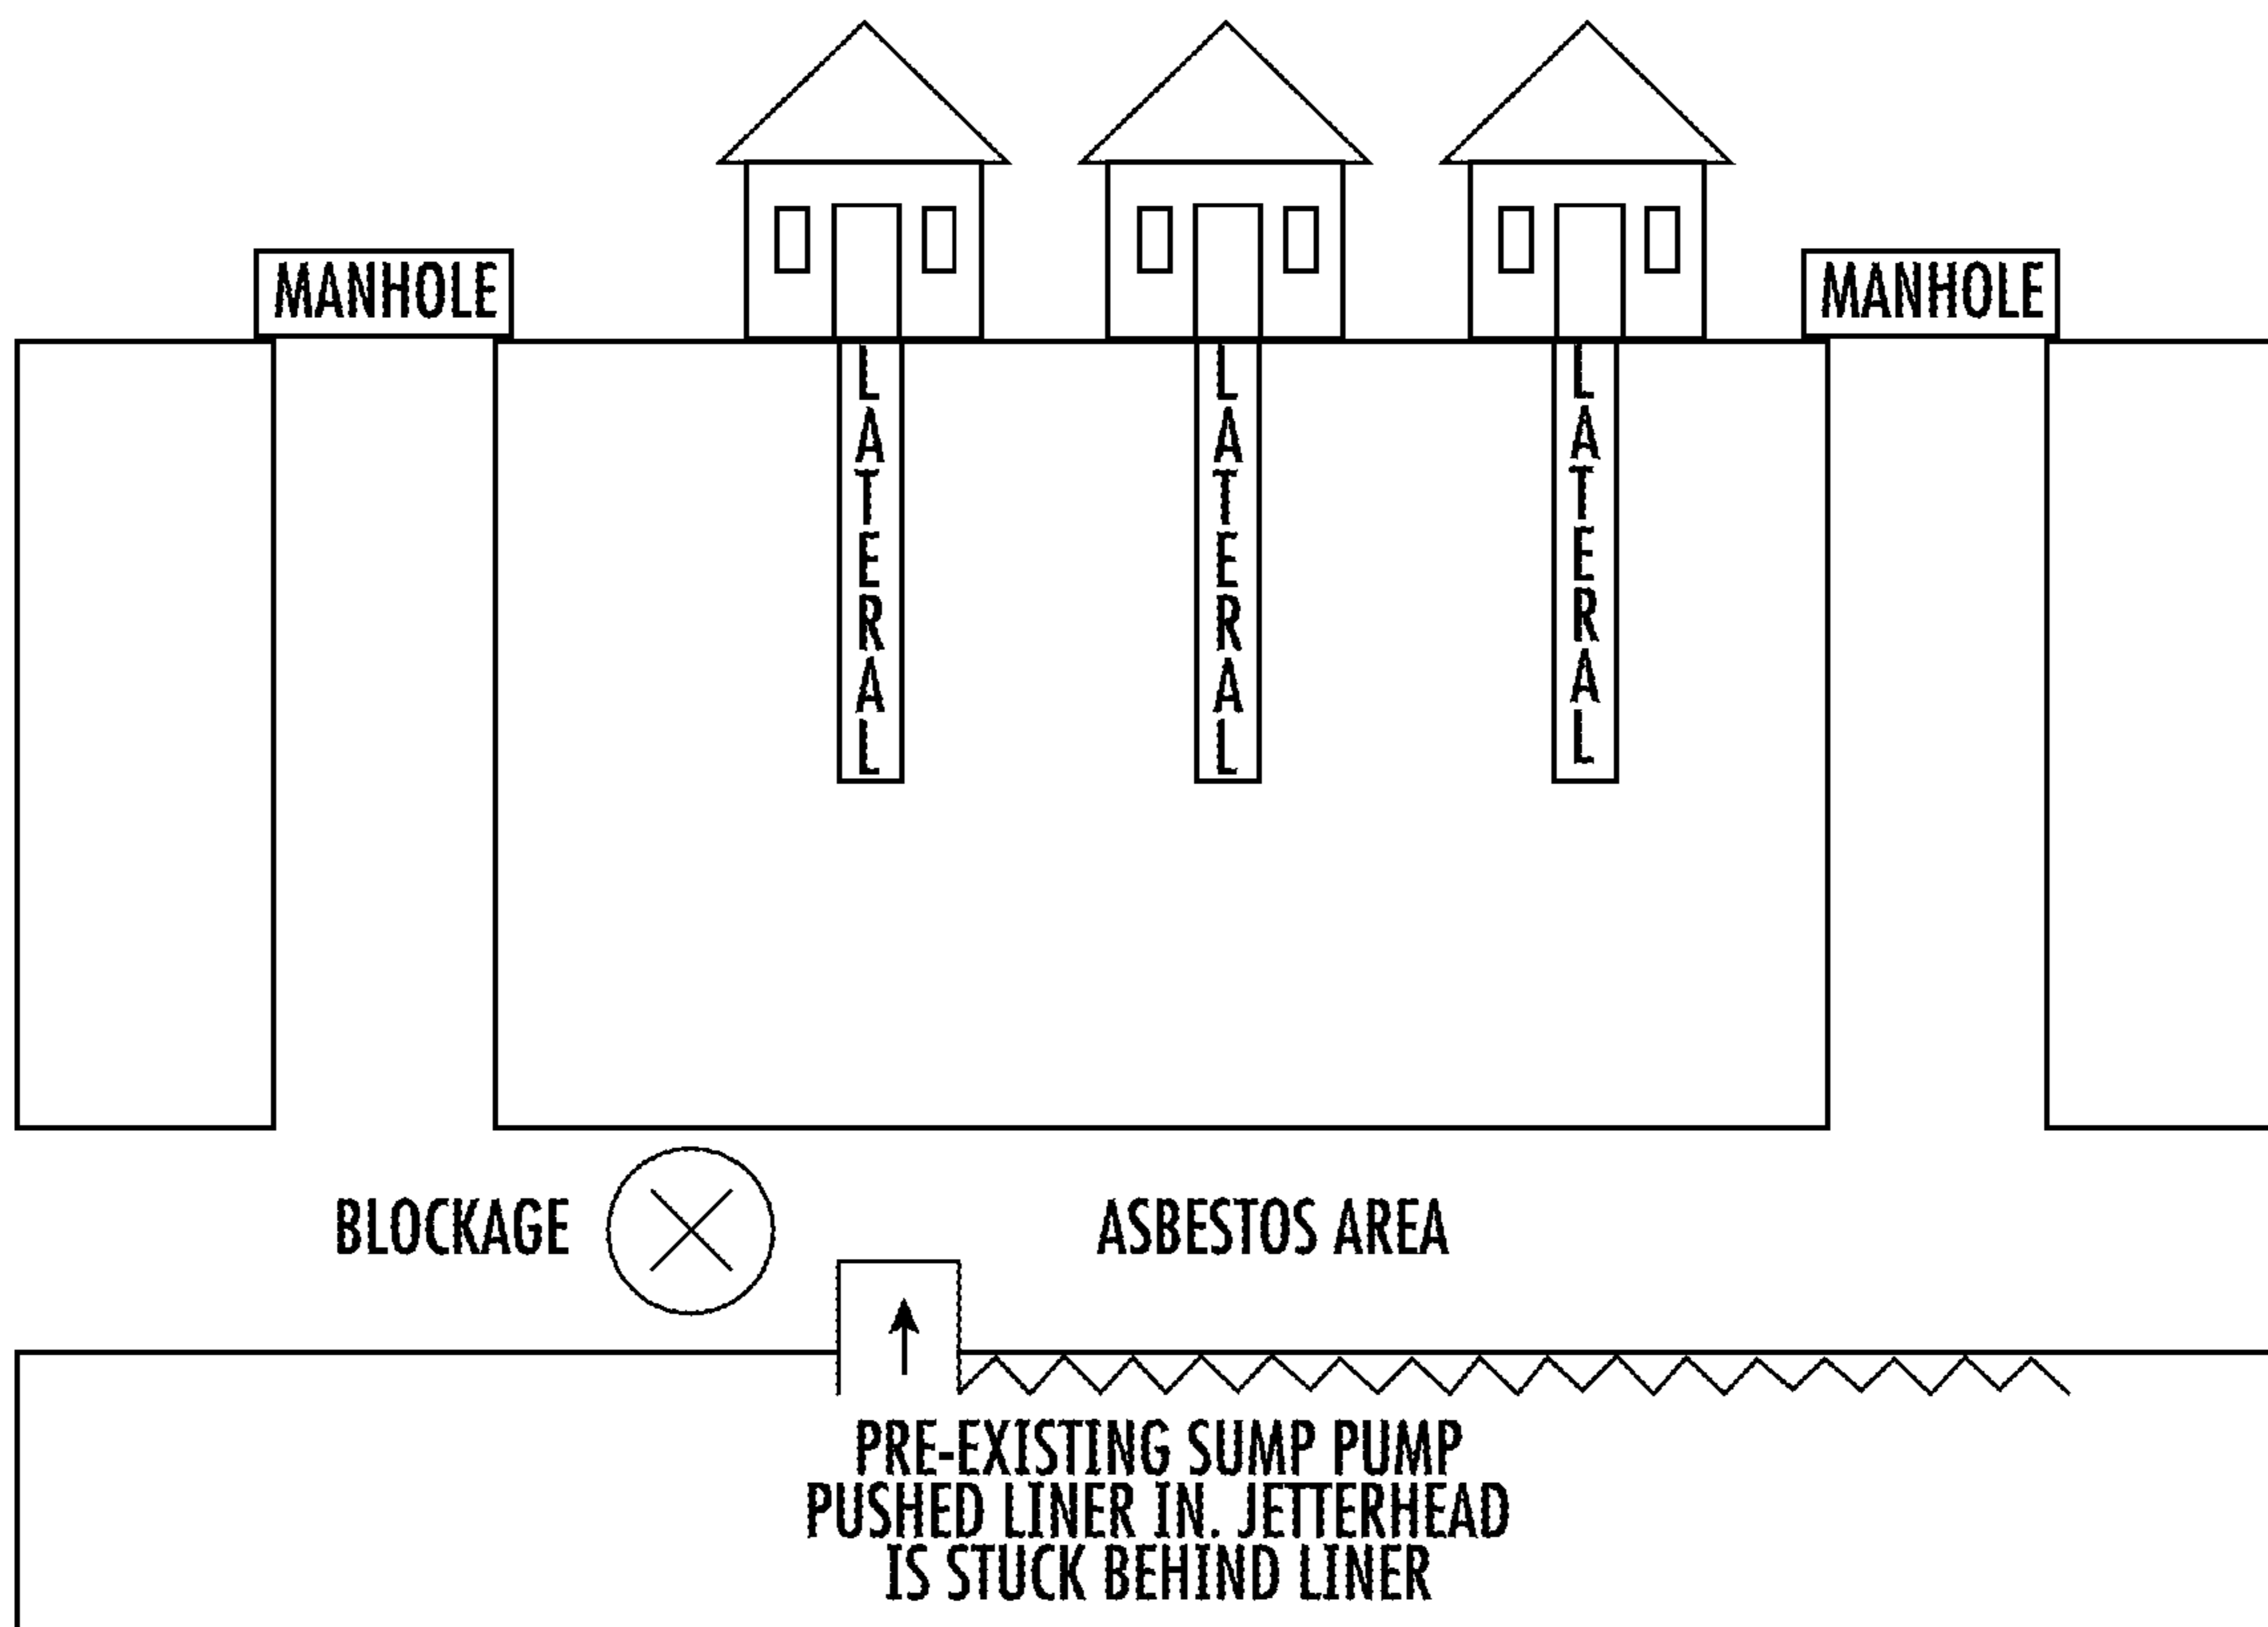 MANHOLE
MANHOLE
LATERAL
LATERAL
LATERAL
BLOCKAGE
ASBESTOS AREA
PRE-EXISTING SUMP PUMP
PUSHED LINER IN. JETTERHEAD
IS STUCK BEHIND LINER